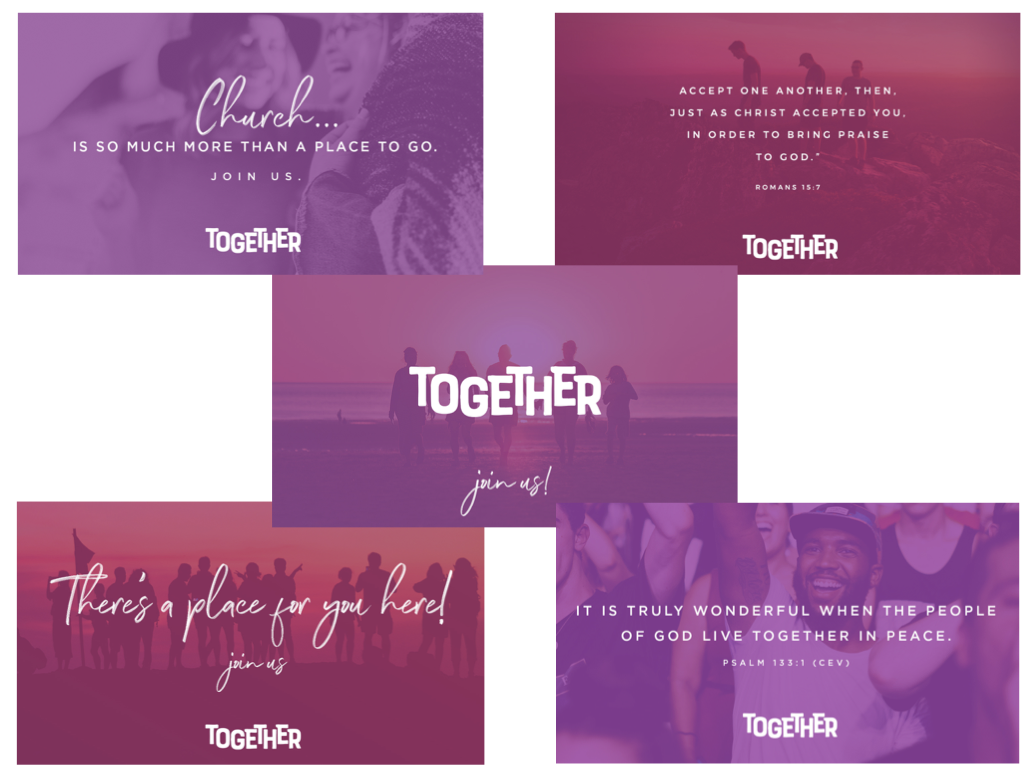 Church...
IS SO MUCH MORE THAN A PLACE TO GO.
JOIN US.
TOGETHER
ACCEPT ONE ANOTHER, THEN,
JUST AS CHRIST ACCEPTED YOU,
IN ORDER TO BRING PRAISE
TO GOD."
ROMANS 15:7
TOGETHER
TOGETHER
join us!
There's a place for you here!
join us
TOGETHER
IT IS TRULY WONDERFUL WHEN THE PEOPLE
OF GOD LIVE TOGETHER IN PEACE.
PSALM 133:1 (CEV)
TOGETHER